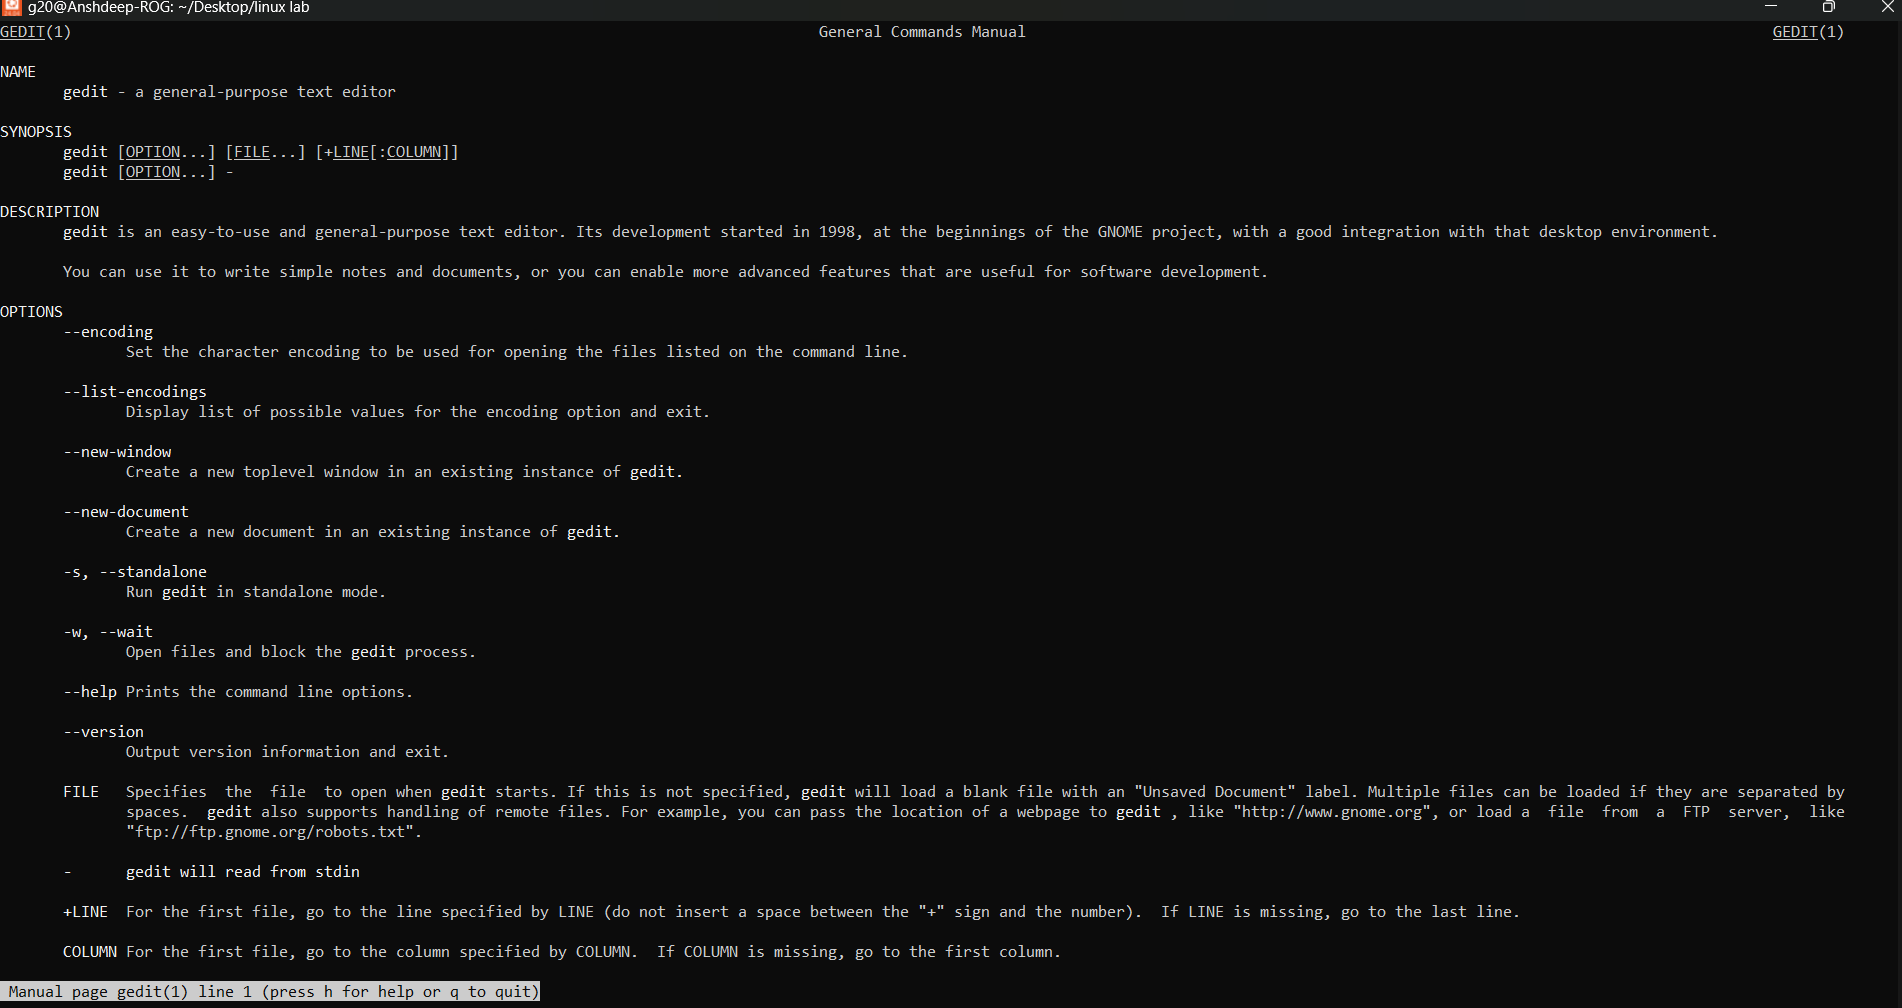 g20@Anshdeep-ROG: ~/Desktop/linux lab
GEDIT(1) General Commands Manual GEDIT(1)
NAME
gedit - a general-purpose text editor
SYNOPSIS
gedit [OPTION...] [FILE...] [+LINE[:COLUMN]]
gedit [OPTION...] -
DESCRIPTION
gedit is an easy-to-use and general-purpose text editor. Its development started in 1998, at the beginnings of the GNOME project, with a good integration with that desktop environment.
You can use it to write simple notes and documents, or you can enable more advanced features that are useful for software development.
OPTIONS
--encoding
Set the character encoding to be used for opening the files listed on the command line.
--list-encodings
Display list of possible values for the encoding option and exit.
--new-window
Create a new toplevel window in an existing instance of gedit.
--new-document
Create a new document in an existing instance of gedit.
-s, --standalone
Run gedit in standalone mode.
-w, --wait
Open files and block the gedit process.
--help Prints the command line options.
--version
Output version information and exit.
FILE Specifies the file to open when gedit starts. If this is not specified, gedit will load a blank file with an "Unsaved Document" label. Multiple files can be loaded if they are separated by
spaces. gedit also supports handling of remote files. For example, you can pass the location of a webpage to gedit , like "http://www.gnome.org", or load a file from a FTP server, like
"ftp://ftp.gnome.org/robots.txt".
- gedit will read from stdin
+LINE For the first file, go to the line specified by LINE (do not insert a space between the "+" sign and the number). If LINE is missing, go to the last line.
COLUMN For the first file, go to the column specified by COLUMN. If COLUMN is missing, go to the first column.
Manual page gedit(1) line 1 (press h for help or q to quit)